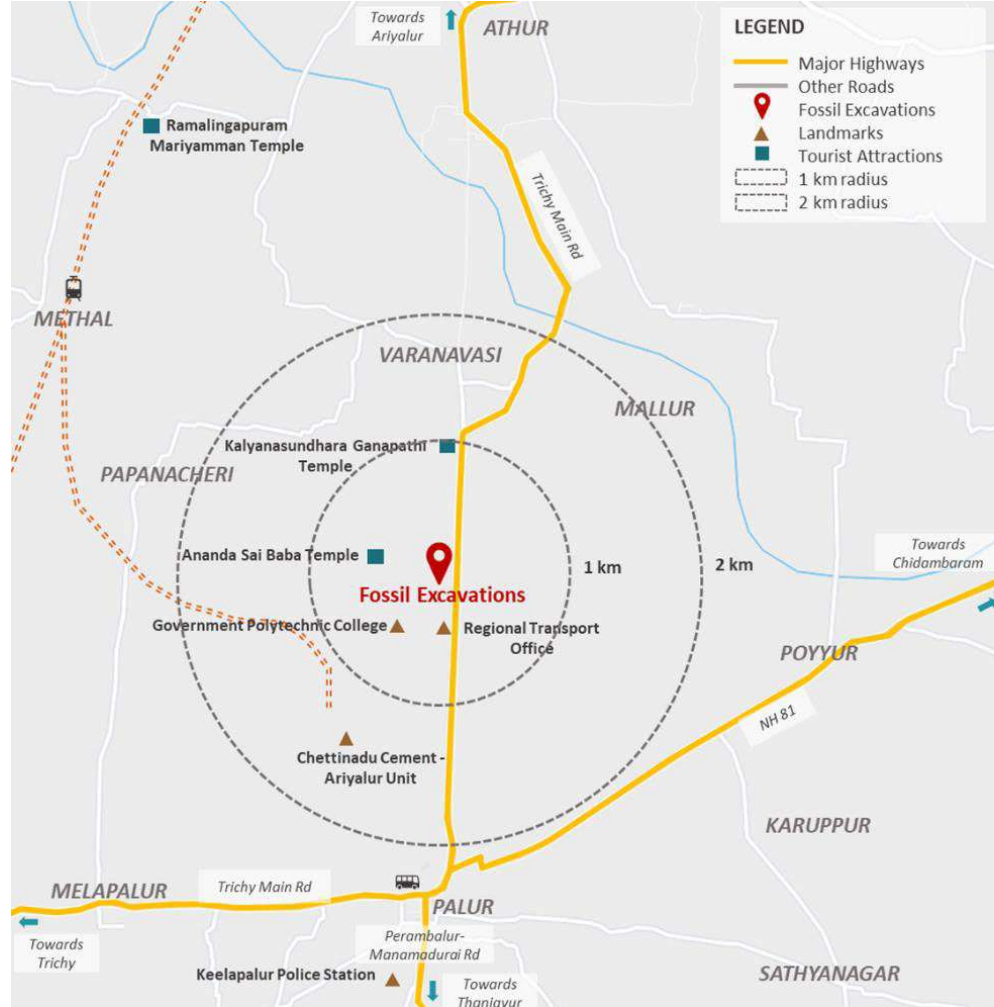 Towards
Ariyalur
ATHUR
LEGEND
Major Highways
Other Roads
Fossil Excavations
Landmarks
Tourist Attractions
1 km radius
2 km radius
Ramalingapuram
Mariyamman Temple
Trichy Main Rd
METHAL
VARANAVASI
MALLUR
Kalyanasundhara Ganapathi
Temple
PAPANACHERI
Ananda Sai Baba Temple
1 km
2 km
Towards
Chidambaram
Fossil Excavations
Government Polytechnic College
Regional Transport
Office
POYYUR
NH 81
Chettinadu Cement -
Ariyalur Unit
KARUPPUR
MELAPALUR
Trichy Main Rd
PALUR
Towards
Trichy
Perambalur-
Manamadurai Rd
Keelapalur Police Station
SATHYANAGAR
Towards
Thanjavur